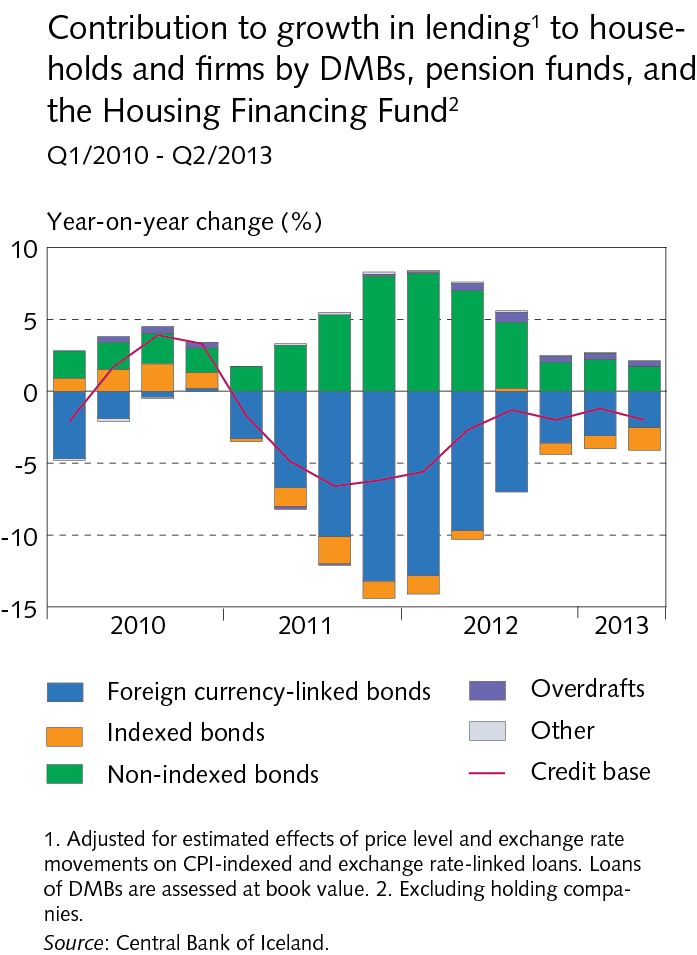 Contribution to growth in lending¹ to house-
holds and firms by DMBs, pension funds, and
the Housing Financing Fund²
Q1/2010 - Q2/2013
Year-on-year change (%)
10
5
0
-5
-10
-15
2010 2011 2012 2013
Foreign currency-linked bonds
Indexed bonds
Non-indexed bonds
Overdrafts
Other
Credit base
1. Adjusted for estimated effects of price level and exchange rate
movements on CPI-indexed and exchange rate-linked loans. Loans
of DMBs are assessed at book value. 2. Excluding holding compa-
nies.
Source: Central Bank of Iceland.